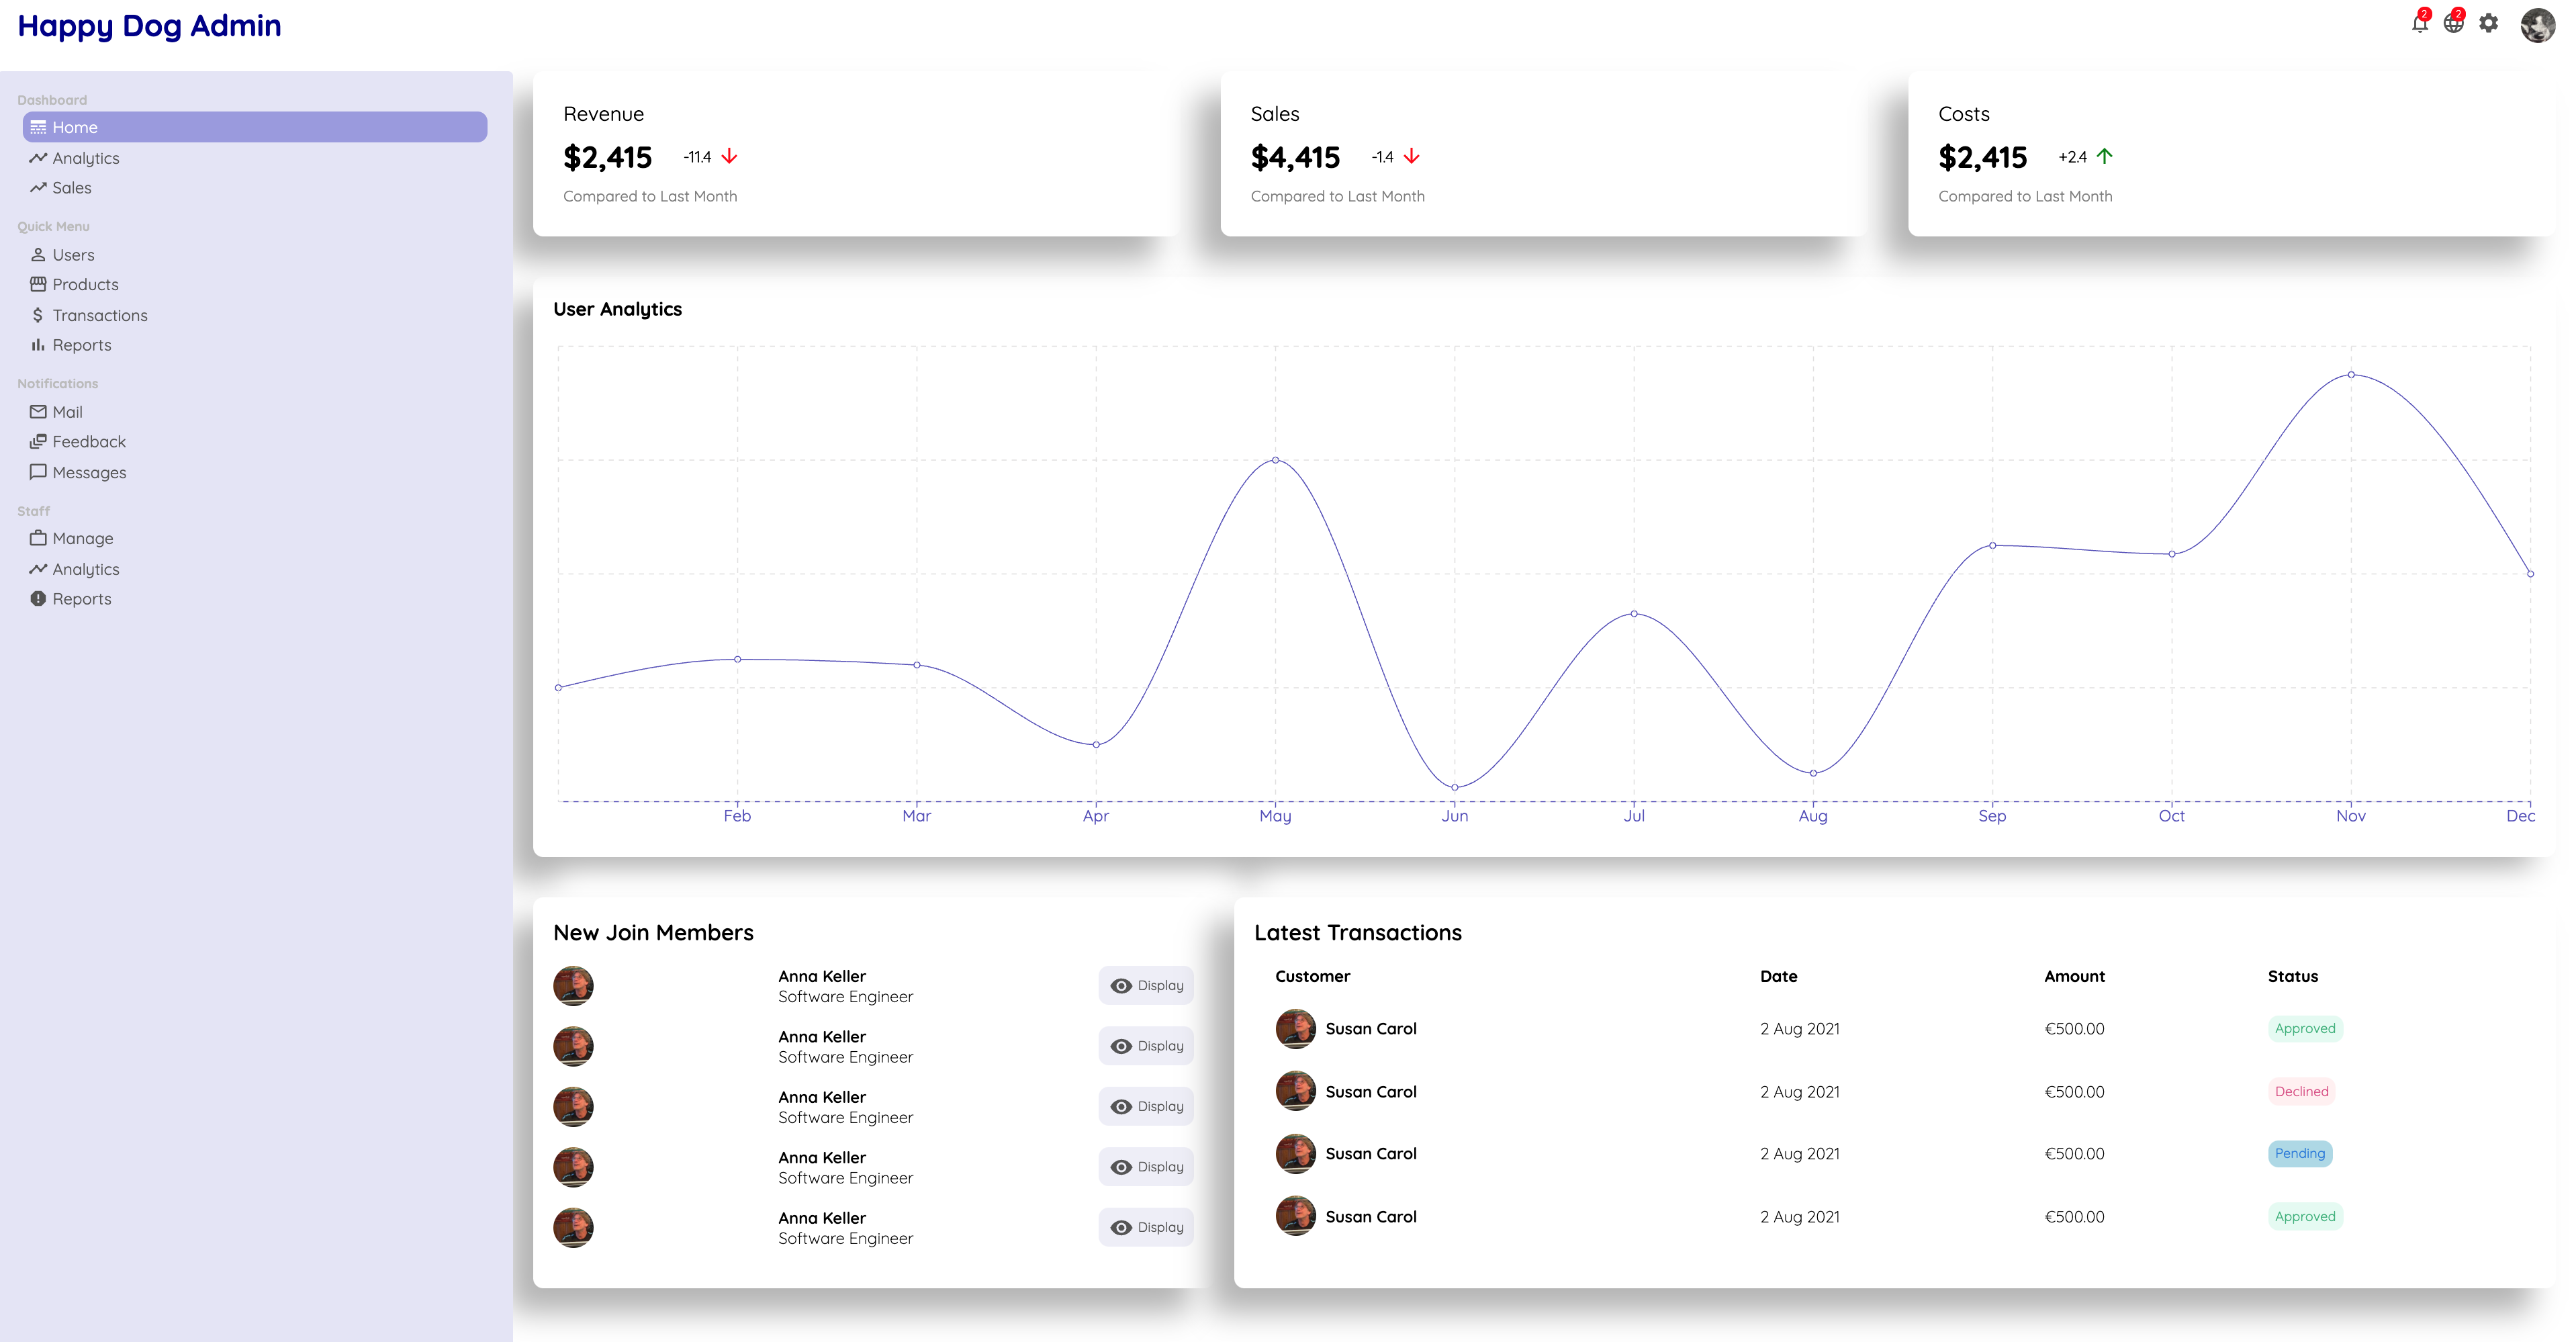 Happy Dog Admin
2
2
Dashboard
Home
Analytics
Sales
Quick Menu
Users
Products
Transactions
Reports
Notifications
Mail
Feedback
Messages
Staff
Manage
Analytics
Reports
Revenue
$2,415 -11.4
Compared to Last Month
Sales
$4,415 -1.4
Compared to Last Month
Costs
$2,415 +2.4
Compared to Last Month
User Analytics
Feb Mar Apr May Jun Jul Aug Sep Oct Nov Dec
New Join Members
Anna Keller
Software Engineer
Display
Anna Keller
Software Engineer
Display
Anna Keller
Software Engineer
Display
Anna Keller
Software Engineer
Display
Anna Keller
Software Engineer
Display
Latest Transactions
Customer Date Amount Status
Susan Carol 2 Aug 2021 €500.00 Approved
Susan Carol 2 Aug 2021 €500.00 Declined
Susan Carol 2 Aug 2021 €500.00 Pending
Susan Carol 2 Aug 2021 €500.00 Approved